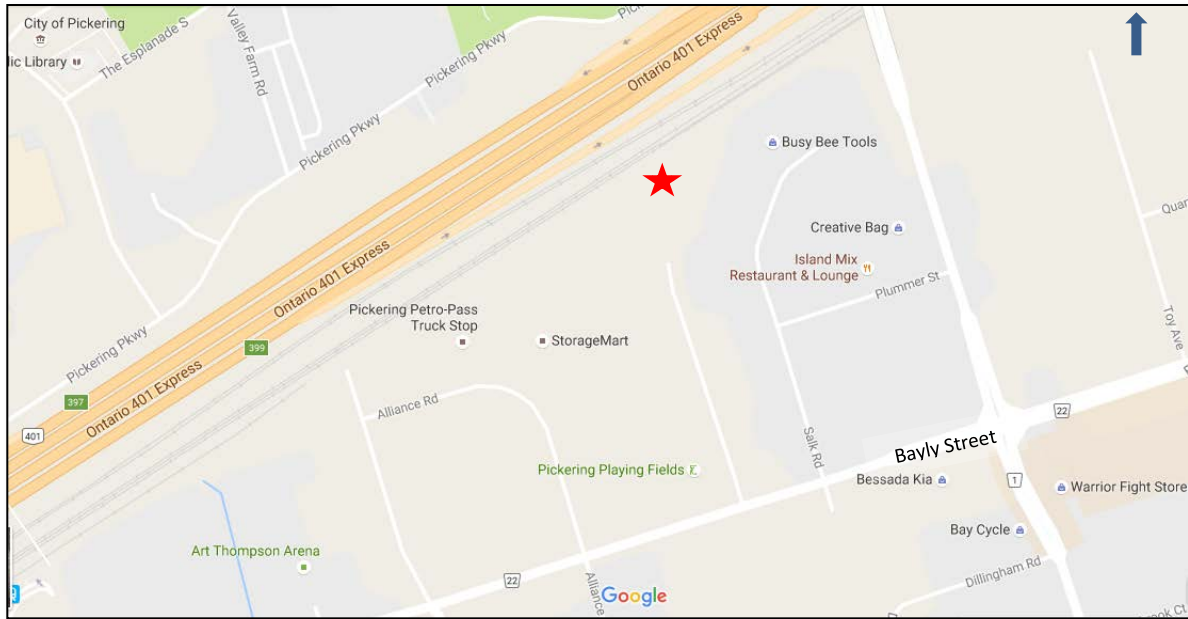 City of Pickering
lic Library
The Esplanade S
Valley Farm Rd
Pickering Pkwy
Pickering Pkwy
Ontario 401 Express
Ontario 401 Express
Busy Bee Tools
Quar
Creative Bag
Island Mix
Restaurant & Lounge
Plummer St
Ontario 401 Express
Pickering Petro-Pass
Truck Stop
StorageMart
Toy Ave
399
Pickering Pkwy
397
Ontario 401 Express
401
Alliance Rd
22
Salk Rd
Bayly Street
Pickering Playing Fields
Bessada Kia
1
Warrior Fight Store
Bay Cycle
Art Thompson Arena
22
Alliance
Google
Dillingham Rd